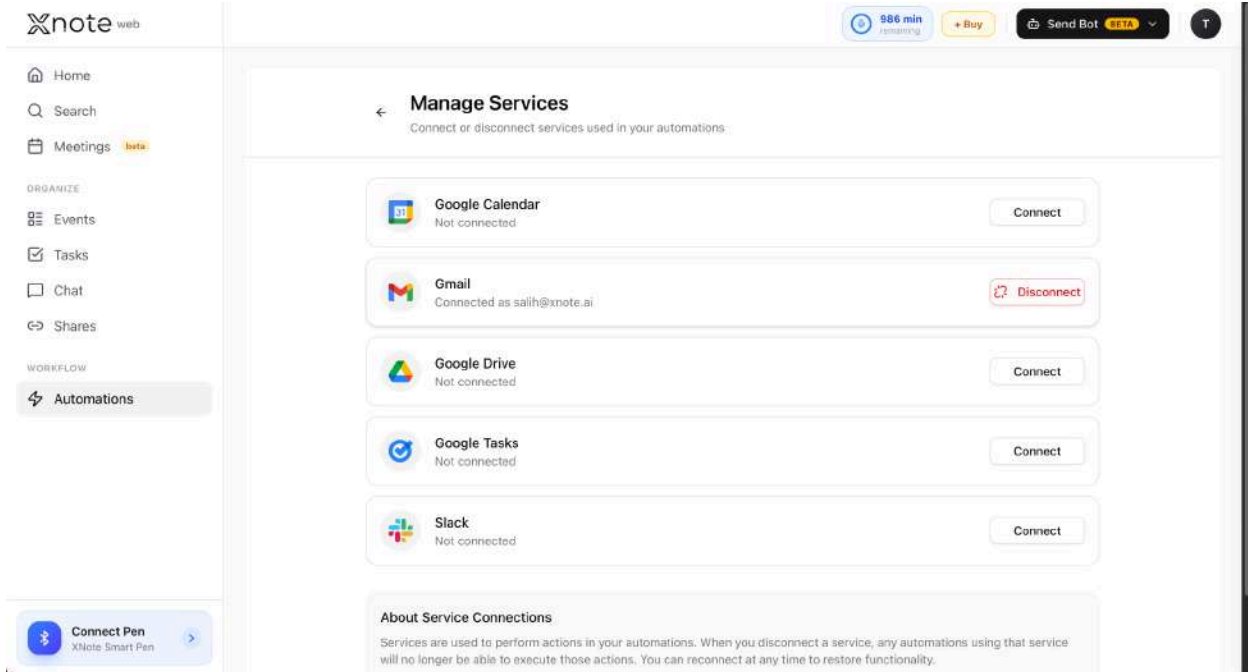 Xnote web
986 min
remaining
+ Buy
Send Bot BETA
T
Home
Search
Meetings beta
ORGANIZE
Events
Tasks
Chat
Shares
WORKFLOW
Automations
Connect Pen
XNote Smart Pen
Manage Services
Connect or disconnect services used in your automations
31
Google Calendar
Not connected
Connect
Gmail
Connected as salih@xnote.ai
Disconnect
Google Drive
Not connected
Connect
Google Tasks
Not connected
Connect
Slack
Not connected
Connect
About Service Connections
Services are used to perform actions in your automations. When you disconnect a service, any automations using that service
will no longer be able to execute those actions. You can reconnect at any time to restore functionality.